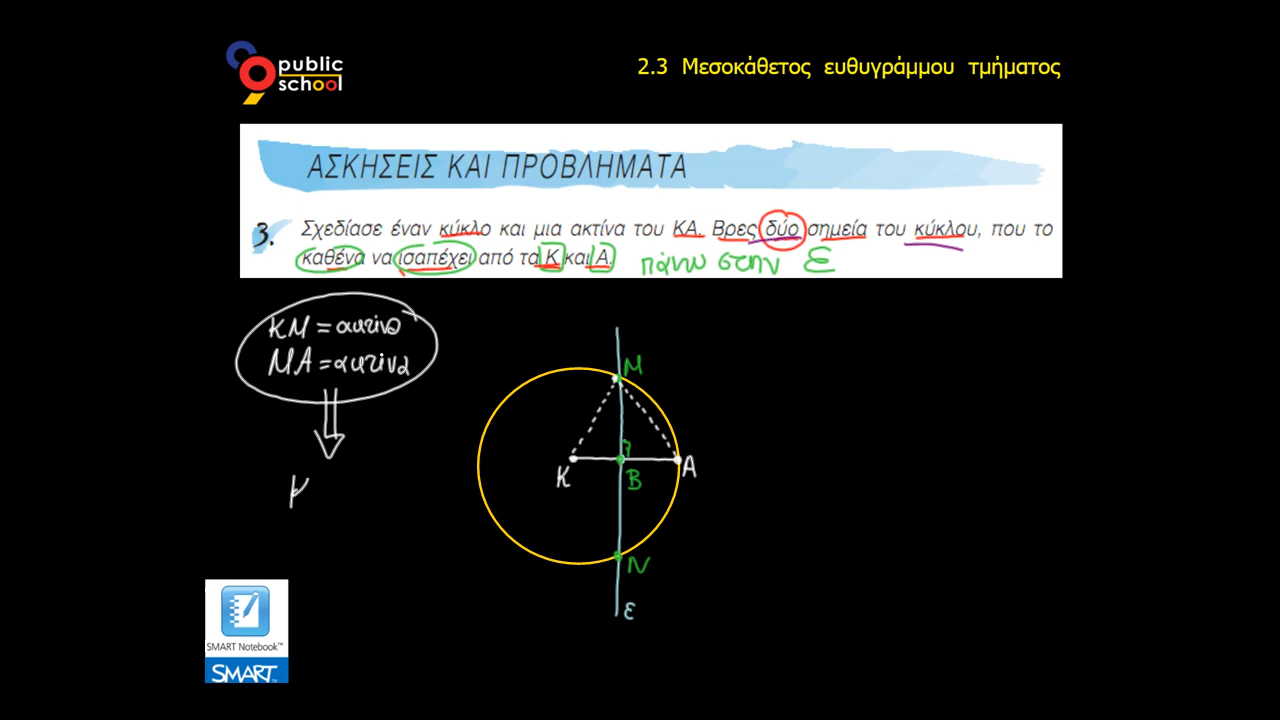 public
school
2.3 Μεσοκάθετος ευθυγράμμου τμήματος
ΑΣΚΗΣΕΙΣ ΚΑΙ ΠΡΟΒΛΗΜΑΤΑ
3. Σχεδίασε έναν κύκλο και μια ακτίνα του ΚΑ. Βρες δύο σημεία του κύκλου, που το
καθένα να ισαπέχει από τα Κ και Α. πάνω στην ε
ΚΜ = ακτίνα
ΜΑ = ακτίνα
Κ
Μ
Κ
Β
Α
Ν
ε
SMART Notebook™
SMART